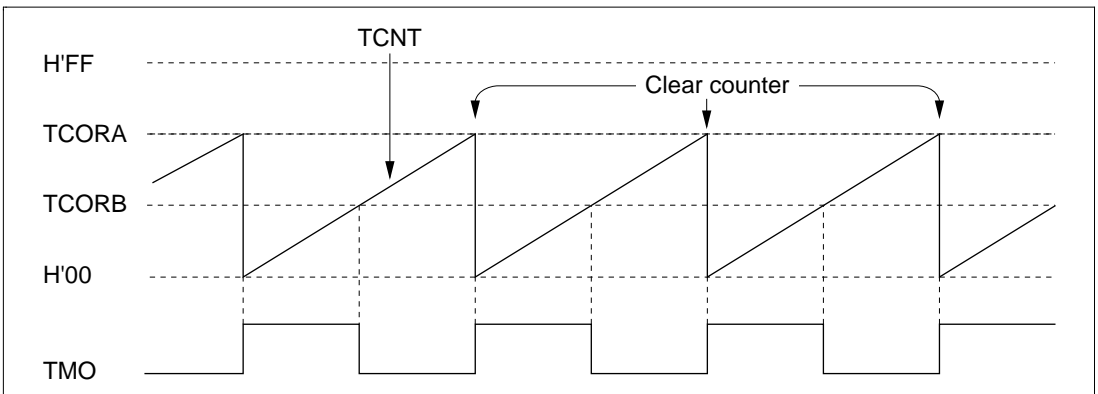 TCNT
H'FF
Clear counter
TCORA
TCORB
H'00
TMO